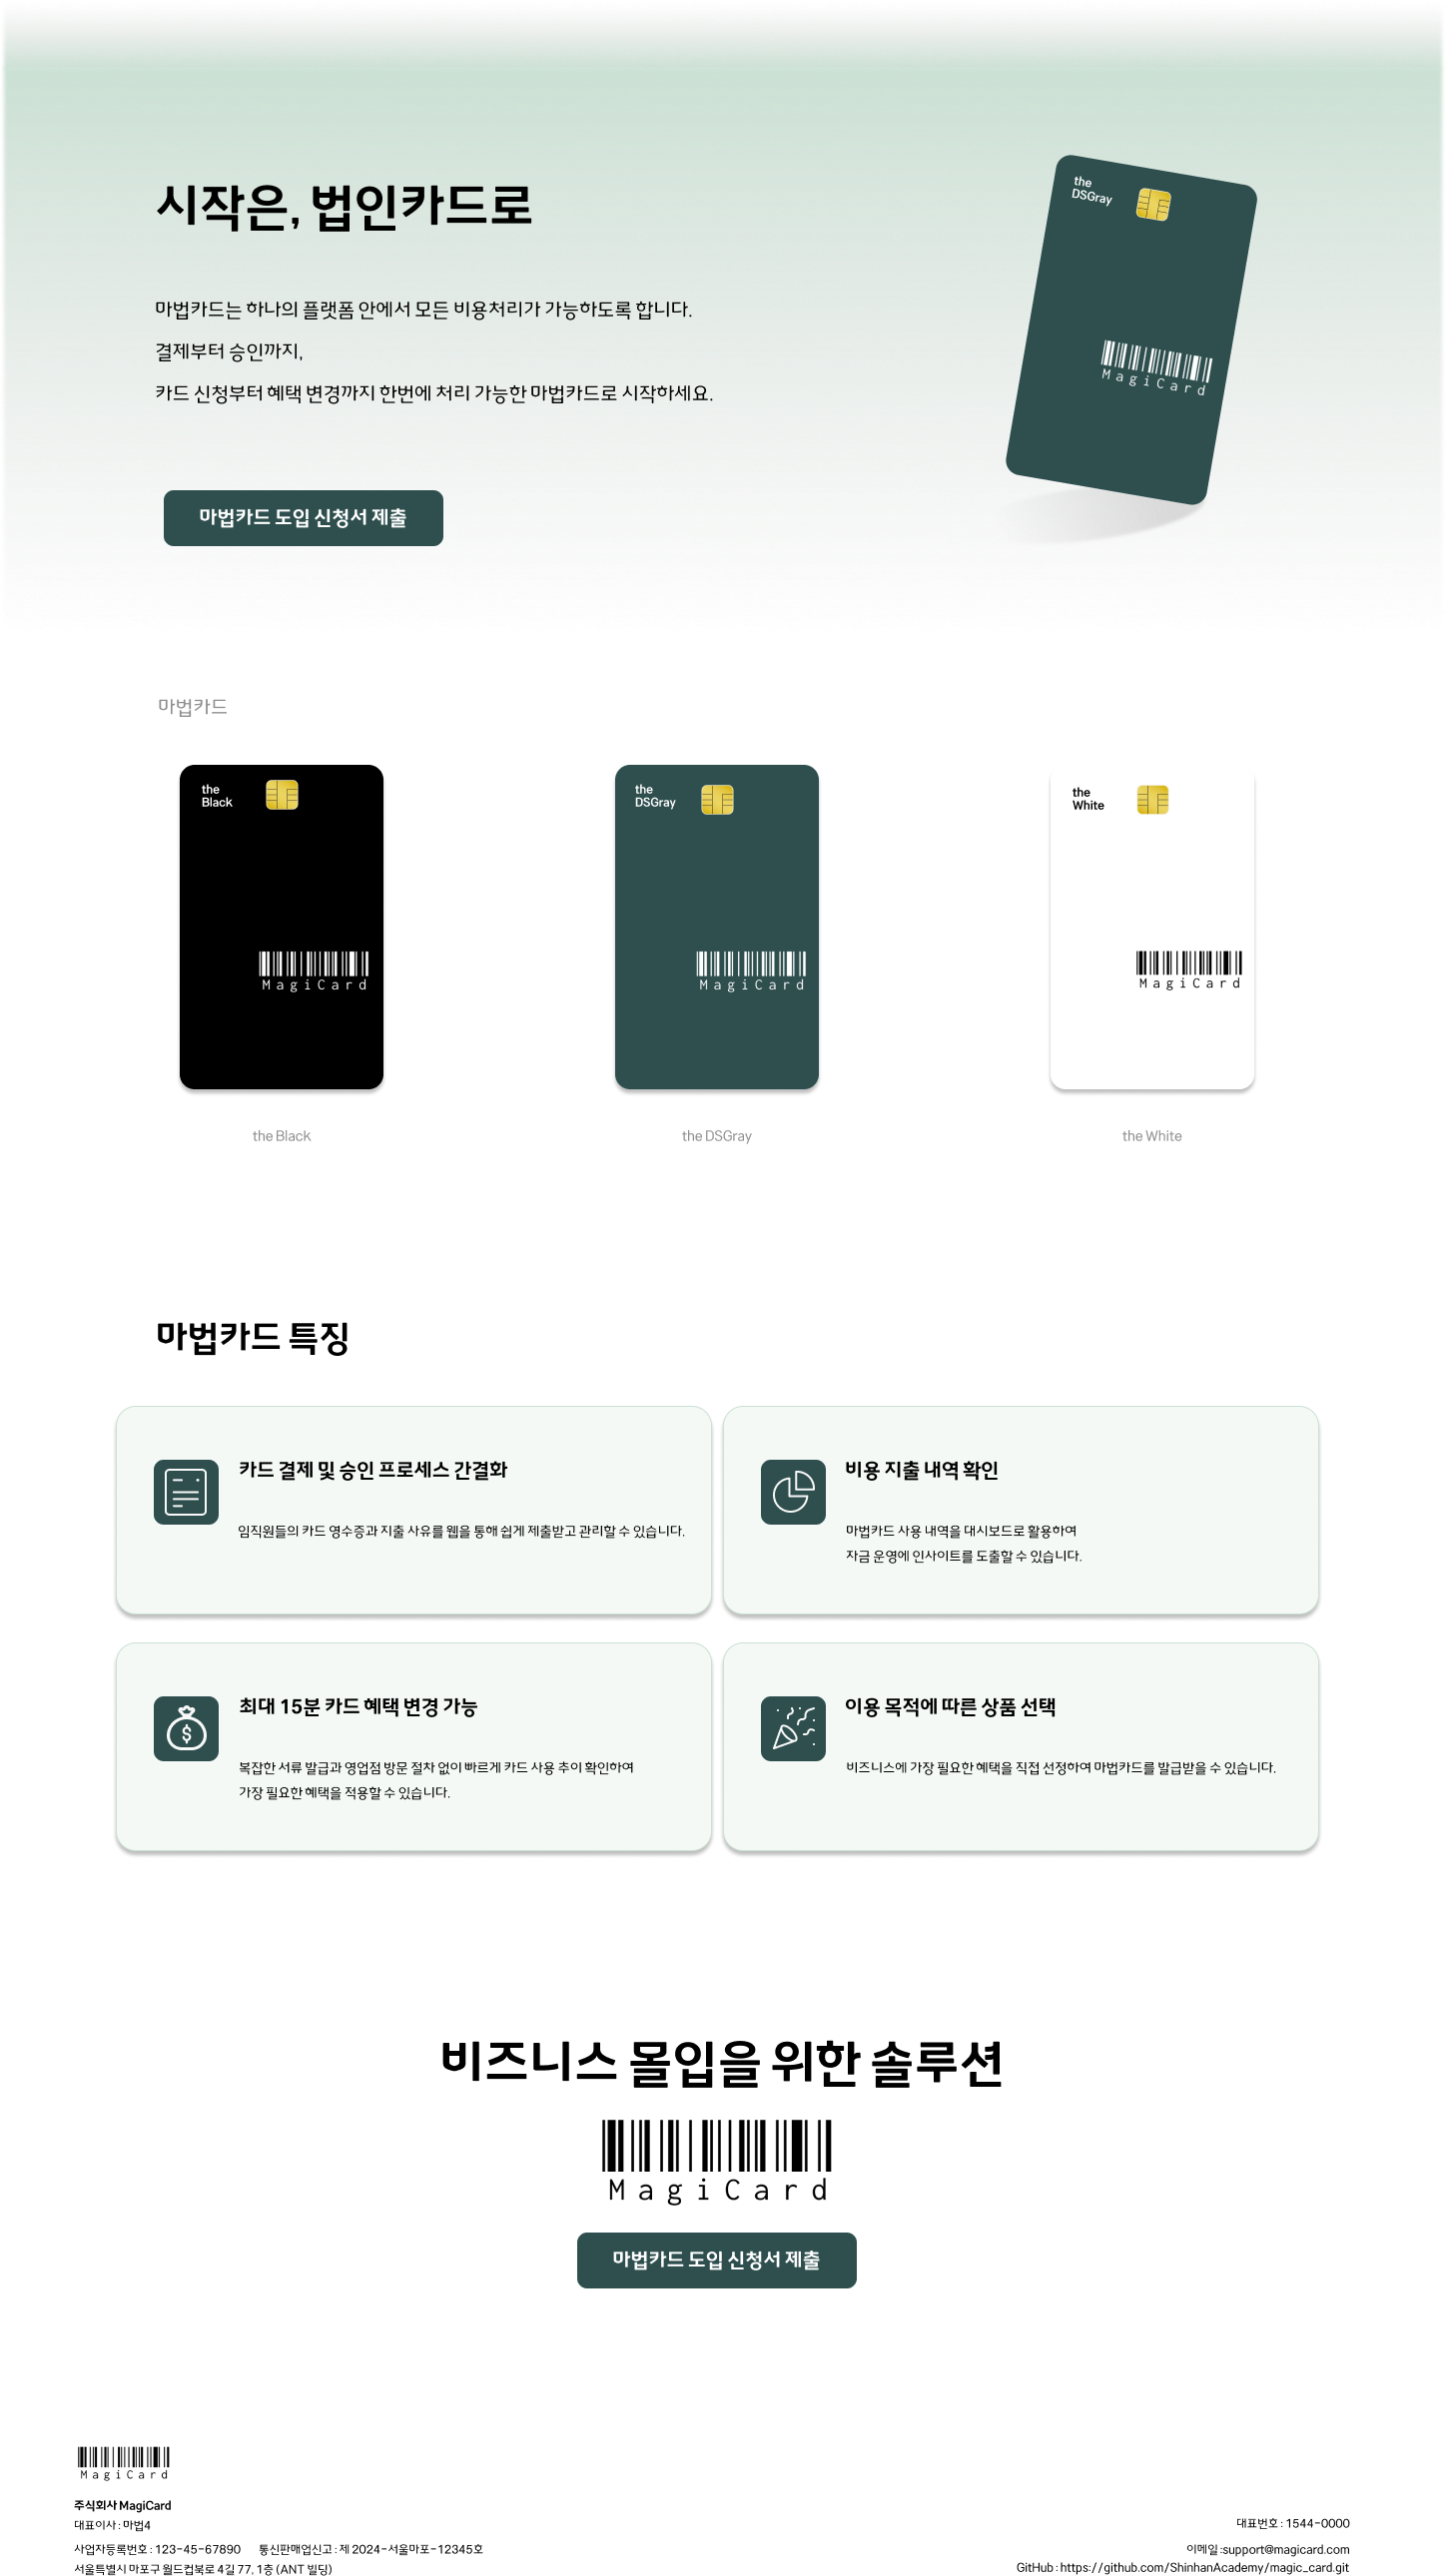 시작은, 법인카드로
마법카드는 하나의 플랫폼 안에서 모든 비용처리가 가능하도록 합니다.
결제부터 승인까지,
카드 신청부터 혜택 변경까지 한번에 처리 가능한 마법카드로 시작하세요.
마법카드 도입 신청서 제출
the
DSGray
MagiCard
마법카드
the
Black
MagiCard
the
DSGray
MagiCard
the
White
MagiCard
the Black
the DSGray
the White
마법카드 특징
카드 결제 및 승인 프로세스 간결화
임직원들의 카드 영수증과 지출 사유를 웹을 통해 쉽게 제출받고 관리할 수 있습니다.
비용 지출 내역 확인
마법카드 사용 내역을 대시보드로 활용하여
자금 운영에 인사이트를 도출할 수 있습니다.
최대 15분 카드 혜택 변경 가능
복잡한 서류 발급과 영업점 방문 절차 없이 빠르게 카드 사용 추이 확인하여
가장 필요한 혜택을 적용할 수 있습니다.
이용 목적에 따른 상품 선택
비즈니스에 가장 필요한 혜택을 직접 선정하여 마법카드를 발급받을 수 있습니다.
비즈니스 몰입을 위한 솔루션
MagiCard
마법카드 도입 신청서 제출
MagiCard
주식회사 MagiCard
대표이사 : 마법4
사업자등록번호 : 123-45-67890 통신판매업신고 : 제 2024-서울마포-12345호
서울특별시 마포구 월드컵북로 4길 77, 1층 (ANT 빌딩)
대표번호 : 1544-0000
이메일 :support@magicard.com
GitHub : https://github.com/ShinhanAcademy/magic_card.git